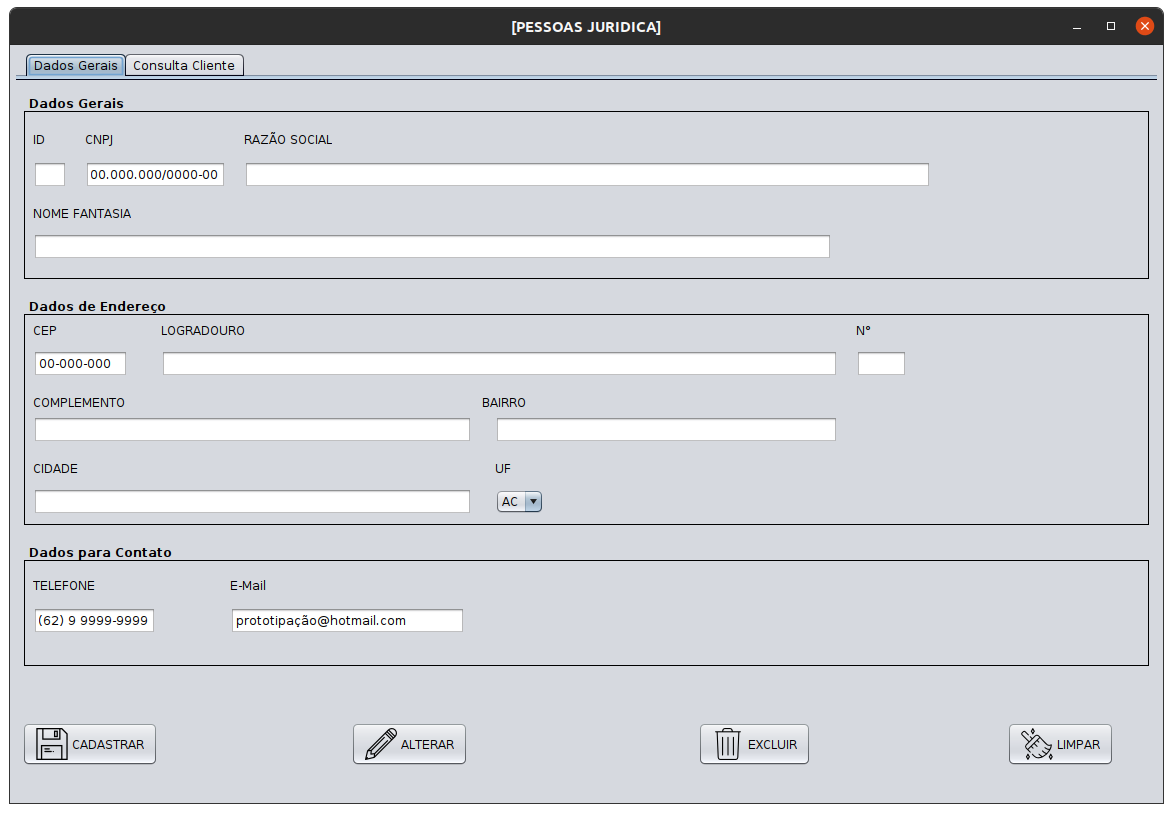 [PESSOAS JURIDICA]
Dados Gerais Consulta Cliente
Dados Gerais
ID CNPJ RAZÃO SOCIAL
00.000.000/0000-00
NOME FANTASIA
Dados de Endereço
CEP LOGRADOURO N°
00-000-000
COMPLEMENTO BAIRRO
CIDADE UF
AC
Dados para Contato
TELEFONE E-Mail
(62) 9 9999-9999 prototipação@hotmail.com
CADASTRAR ALTERAR EXCLUIR LIMPAR